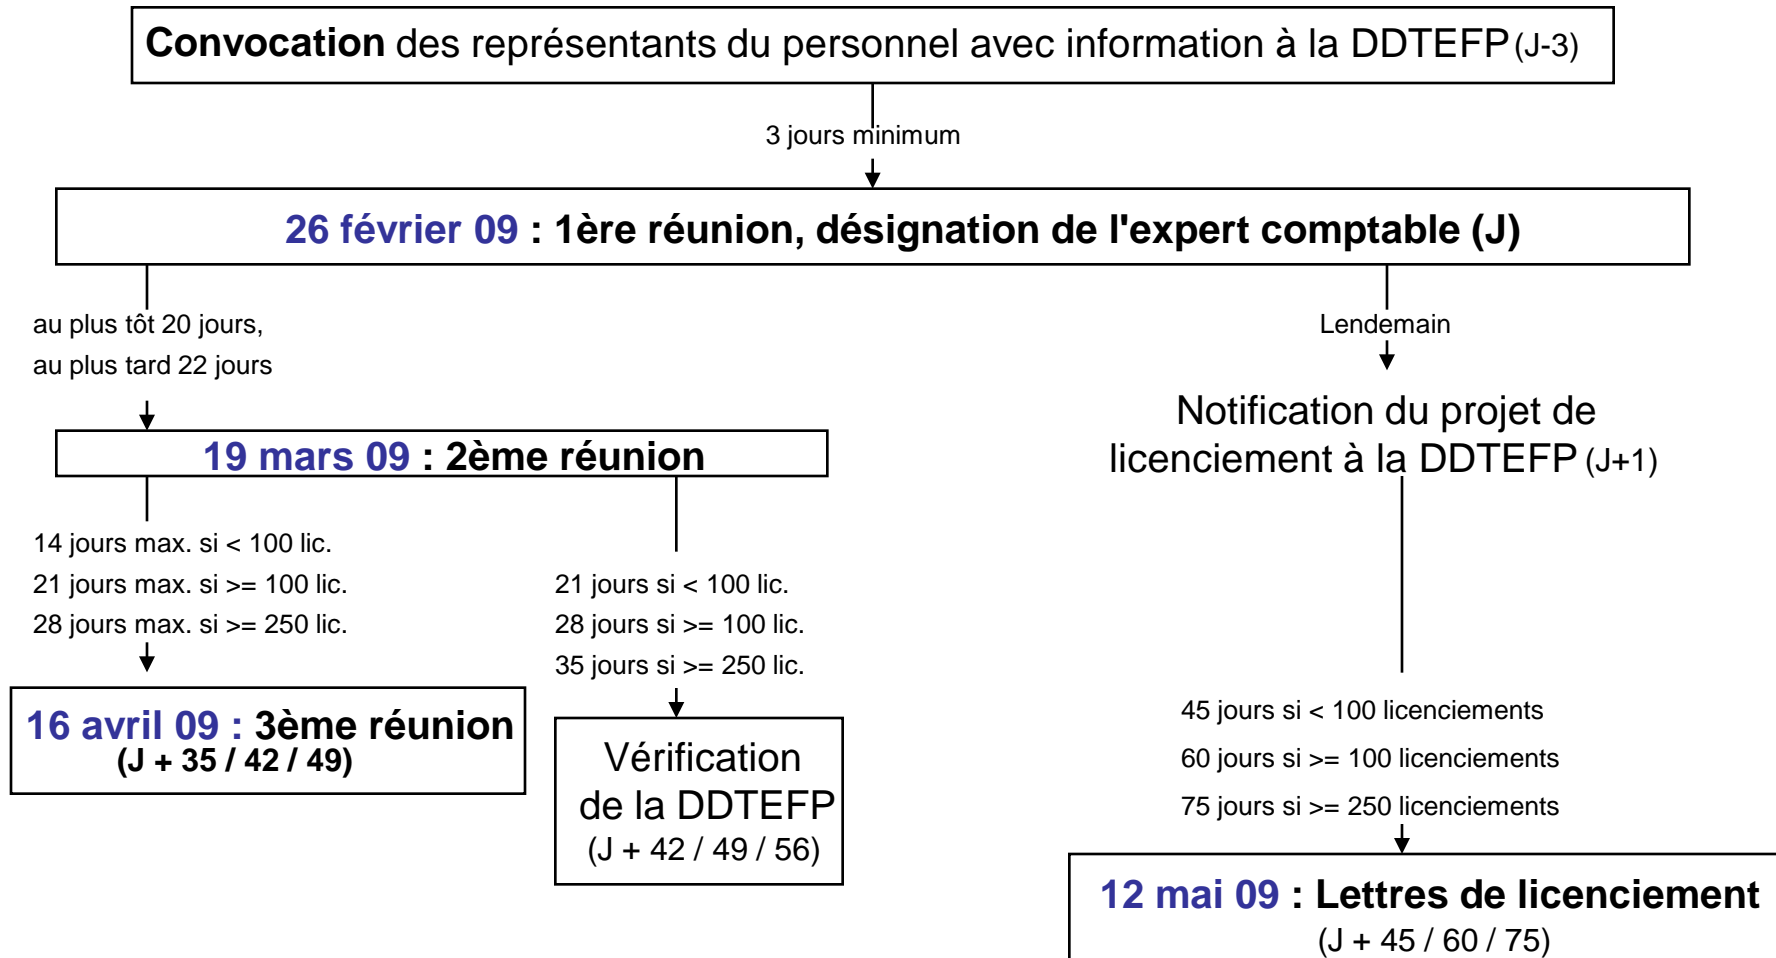 Convocation des représentants du personnel avec information à la DDTEFP (J-3)
3 jours minimum
26 février 09 : 1ère réunion, désignation de l'expert comptable (J)
au plus tôt 20 jours,
au plus tard 22 jours
Lendemain
Notification du projet de
licenciement à la DDTEFP (J+1)
19 mars 09 : 2ème réunion
14 jours max. si < 100 lic.
21 jours max. si >= 100 lic.
28 jours max. si >= 250 lic.
21 jours si < 100 lic.
28 jours si >= 100 lic.
35 jours si >= 250 lic.
16 avril 09 : 3ème réunion
(J + 35 / 42 / 49)
Vérification
de la DDTEFP
(J + 42 / 49 / 56)
45 jours si < 100 licenciements
60 jours si >= 100 licenciements
75 jours si >= 250 licenciements
12 mai 09 : Lettres de licenciement
(J + 45 / 60 / 75)